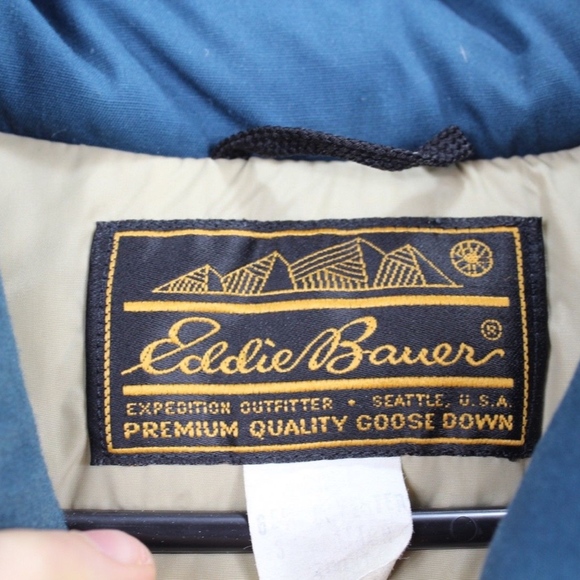 Eddie Bauer®
EXPEDITION OUTFITTER • SEATTLE, U.S.A.
PREMIUM QUALITY GOOSE DOWN